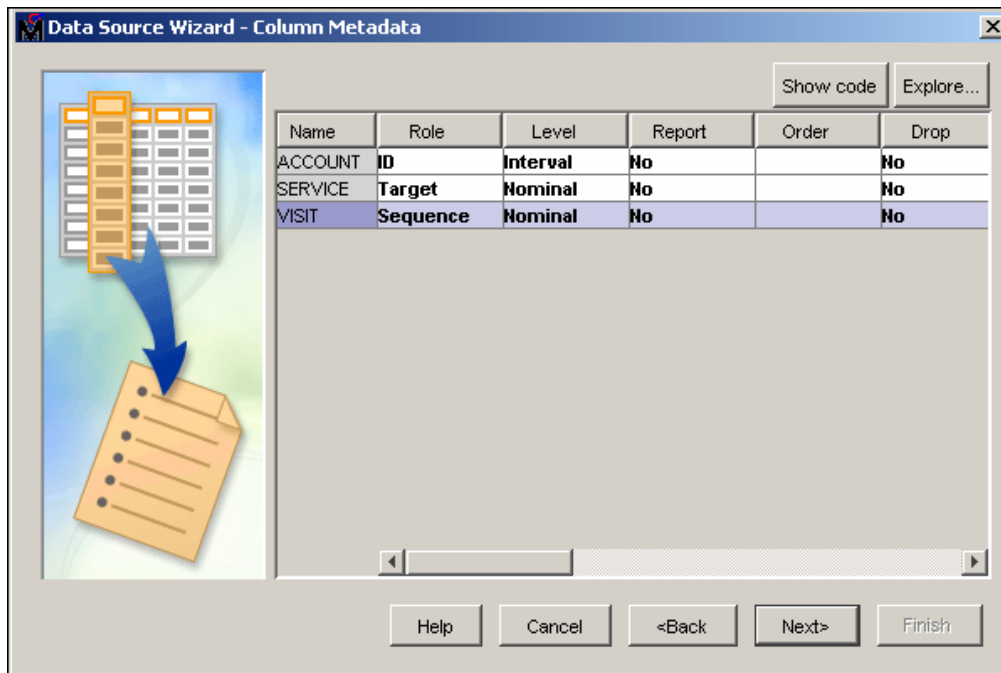 Data Source Wizard - Column Metadata
Show code Explore...
Name Role Level Report Order Drop
ACCOUNT ID Interval No No
SERVICE Target Nominal No No
VISIT Sequence Nominal No No
Help Cancel <Back Next> Finish